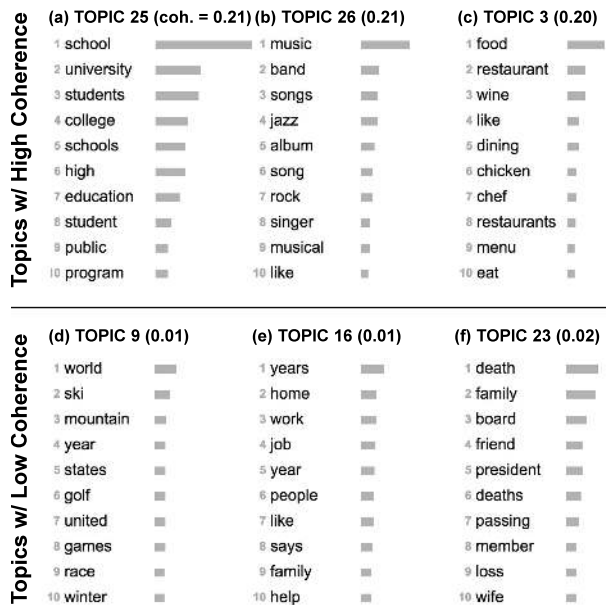 Topics w/ High Coherence
(a) TOPIC 25 (coh. = 0.21)
1 school
2 university
3 students
4 college
5 schools
6 high
7 education
8 student
9 public
10 program
(b) TOPIC 26 (0.21)
1 music
2 band
3 songs
4 jazz
5 album
6 song
7 rock
8 singer
9 musical
10 like
(c) TOPIC 3 (0.20)
1 food
2 restaurant
3 wine
4 like
5 dining
6 chicken
7 chef
8 restaurants
9 menu
10 eat
Topics w/ Low Coherence
(d) TOPIC 9 (0.01)
1 world
2 ski
3 mountain
4 year
5 states
6 golf
7 united
8 games
9 race
10 winter
(e) TOPIC 16 (0.01)
1 years
2 home
3 work
4 job
5 year
6 people
7 like
8 says
9 family
10 help
(f) TOPIC 23 (0.02)
1 death
2 family
3 board
4 friend
5 president
6 deaths
7 passing
8 member
9 loss
10 wife